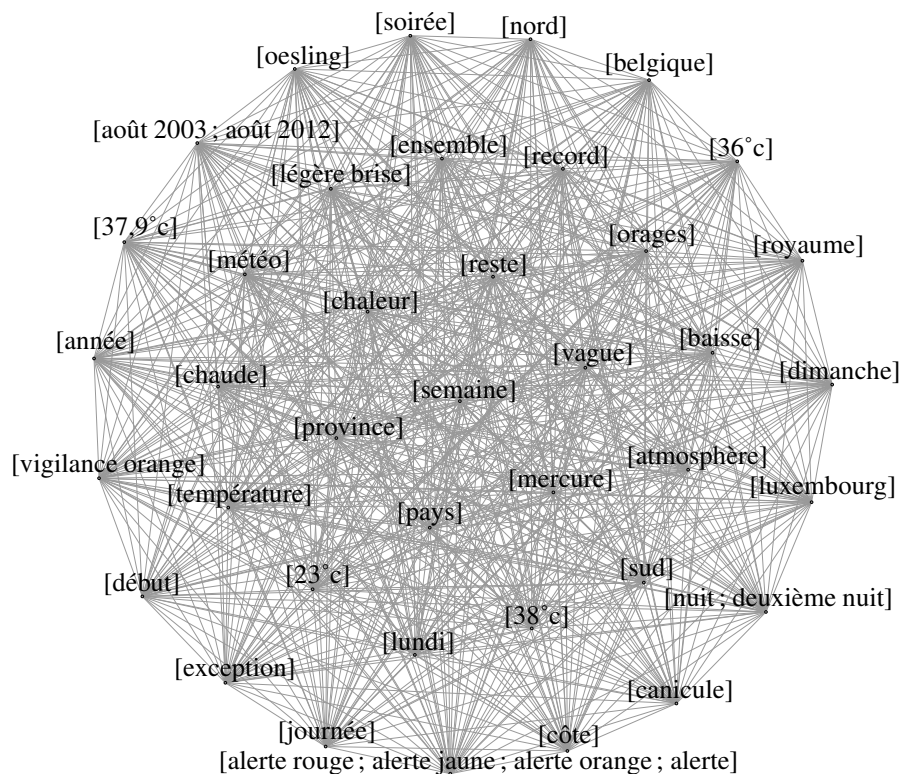 [soirée]
[nord]
[oesling]
[belgique]
[août 2003 ; août 2012]
[ensemble]
[record]
[36°c]
[légère brise]
[37,9°c]
[orages]
[royaume]
[météo]
[reste]
[chaleur]
[année]
[baisse]
[vague]
[chaude]
[dimanche]
[semaine]
[province]
[vigilance orange]
[atmosphère]
[mercure]
[luxembourg]
[température]
[pays]
[23°c]
[sud]
[début]
[nuit ; deuxième nuit]
[38°c]
[lundi]
[exception]
[canicule]
[journée]
[côte]
[alerte rouge ; alerte jaune ; alerte orange ; alerte]